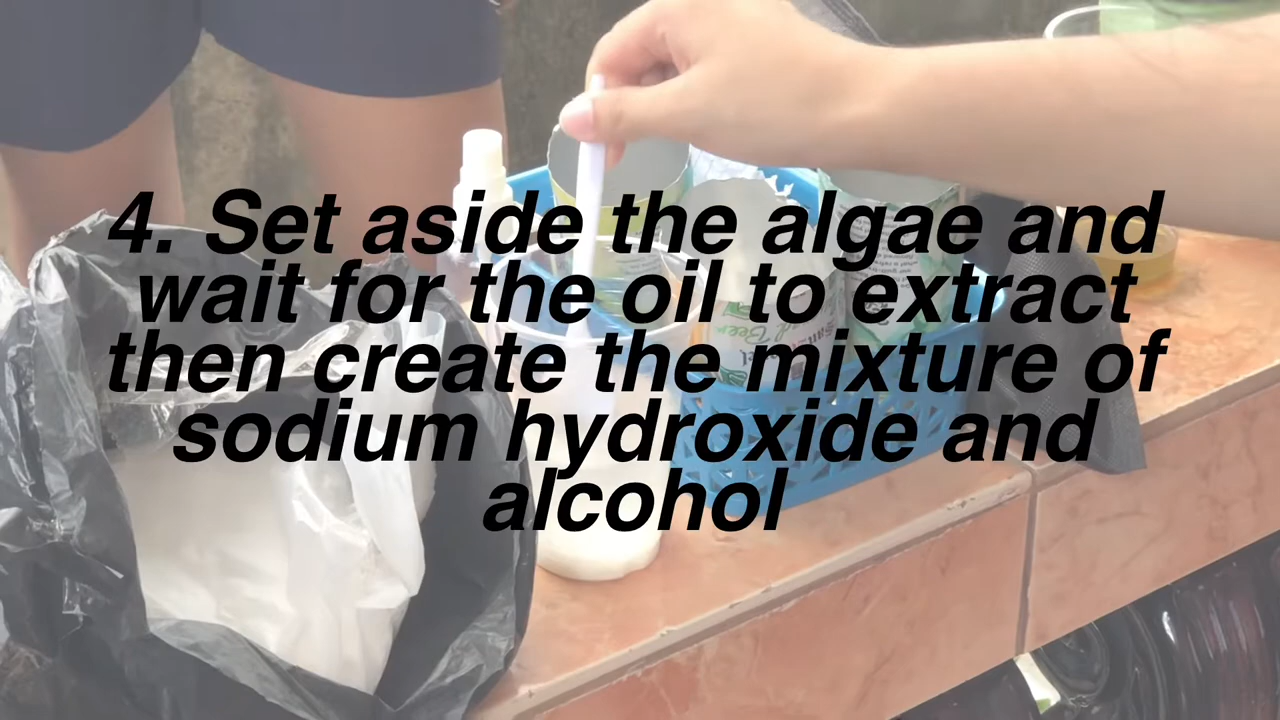 4. Set aside the algae and
wait for the oil to extract
then create the mixture of
sodium hydroxide and
alcohol
Beer